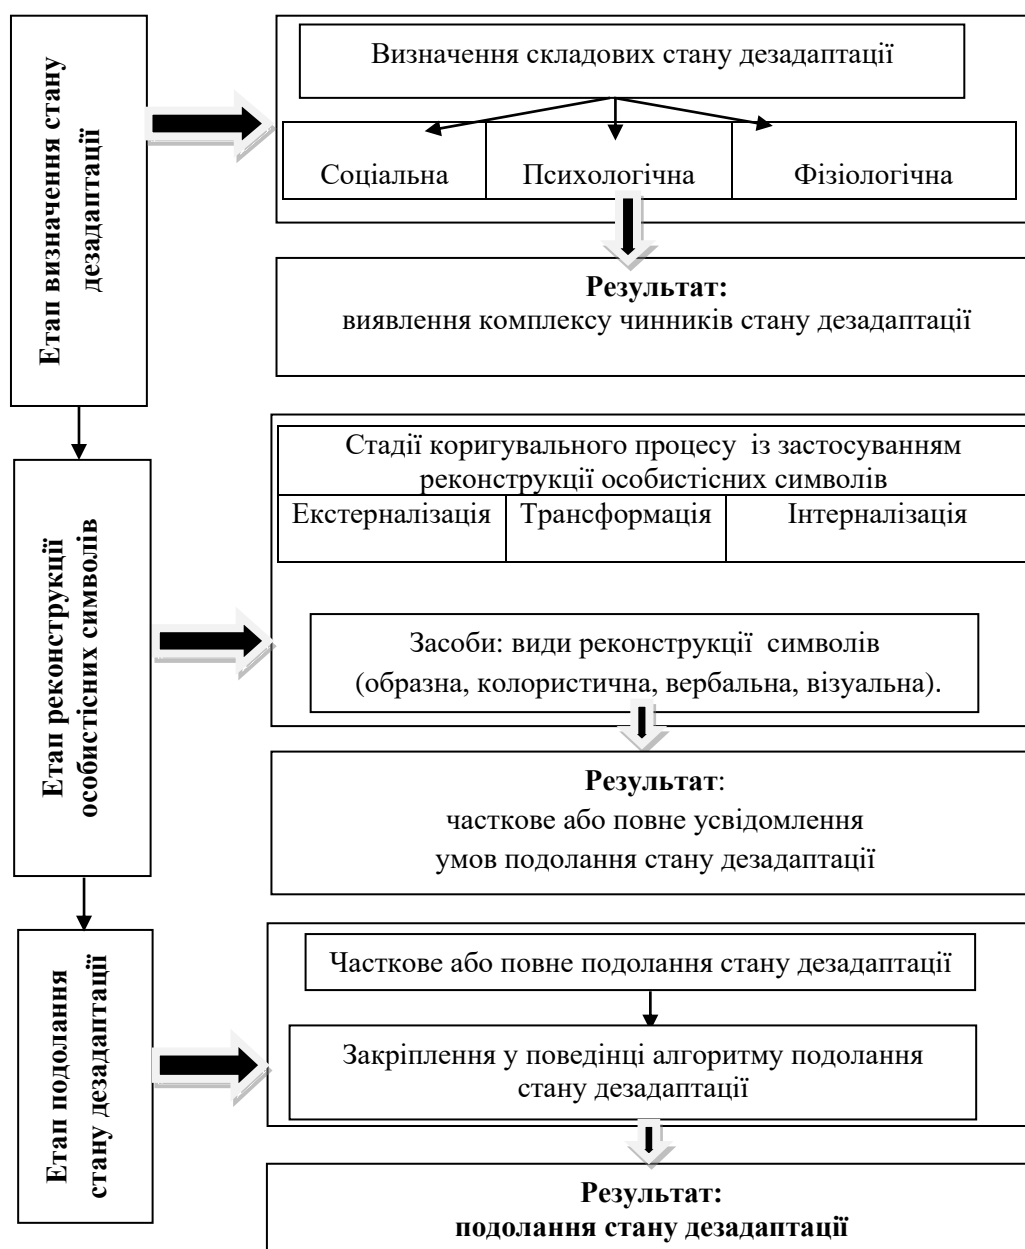 Етап визначення стану
дезадаптації
Визначення складових стану дезадаптації
Соціальна
Психологічна
Фізіологічна
Результат:
виявлення комплексу чинників стану дезадаптації
Етап реконструкції
особистісних символів
Стадії коригувального процесу із застосуванням
реконструкції особистісних символів
Екстерналізація
Трансформація
Інтерналізація
Засоби: види реконструкції символів
(образна, колористична, вербальна, візуальна).
Результат:
часткове або повне усвідомлення
умов подолання стану дезадаптації
Етап подолання
стану дезадаптації
Часткове або повне подолання стану дезадаптації
Закріплення у поведінці алгоритму подолання
стану дезадаптації
Результат:
подолання стану дезадаптації